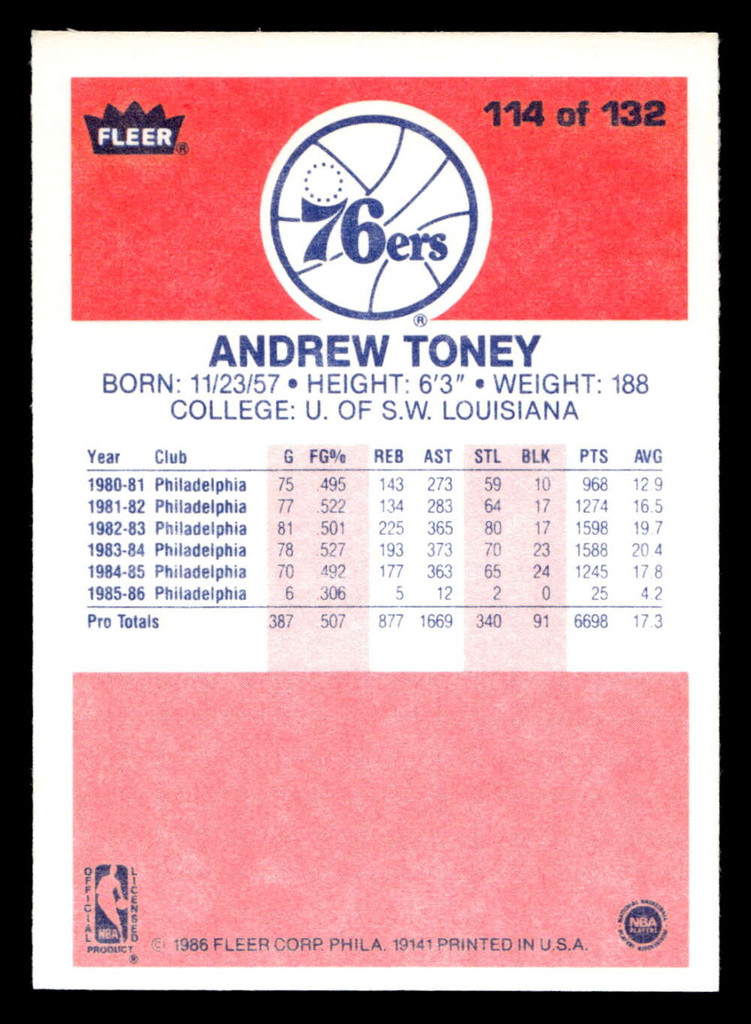 FLEER®
114 of 132
76ers
®
ANDREW TONEY
BORN: 11/23/57 • HEIGHT: 6'3" • WEIGHT: 188
COLLEGE: U. OF S.W. LOUISIANA
Year Club G FG% REB AST STL BLK PTS AVG
1980-81 Philadelphia 75 .495 143 273 59 10 968 12.9
1981-82 Philadelphia 77 .522 134 283 64 17 1274 16.5
1982-83 Philadelphia 81 .501 225 365 80 17 1598 19.7
1983-84 Philadelphia 78 .527 193 373 70 23 1588 20.4
1984-85 Philadelphia 70 .492 177 363 65 24 1245 17.8
1985-86 Philadelphia 6 .306 5 12 2 0 25 4.2
Pro Totals 387 .507 877 1669 340 91 6698 17.3
OFFICIAL LICENSED
NBA
PRODUCT ®
© 1986 FLEER CORP. PHILA. 19141 PRINTED IN U.S.A.
NATIONAL BASKETBALL
NBA
PLAYERS
PLAYERS ASSOCIATION